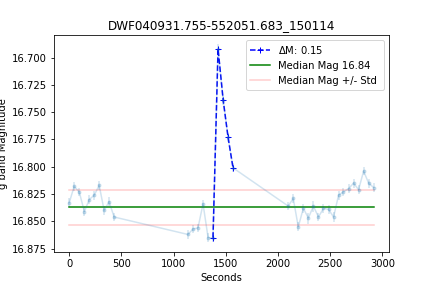 DWF040931.755-552051.683_150114
ΔM: 0.15
Median Mag 16.84
Median Mag +/- Std
16.700
16.725
16.750
16.775
16.800
16.825
16.850
16.875
g band Magnitude
0 500 1000 1500 2000 2500 3000
Seconds